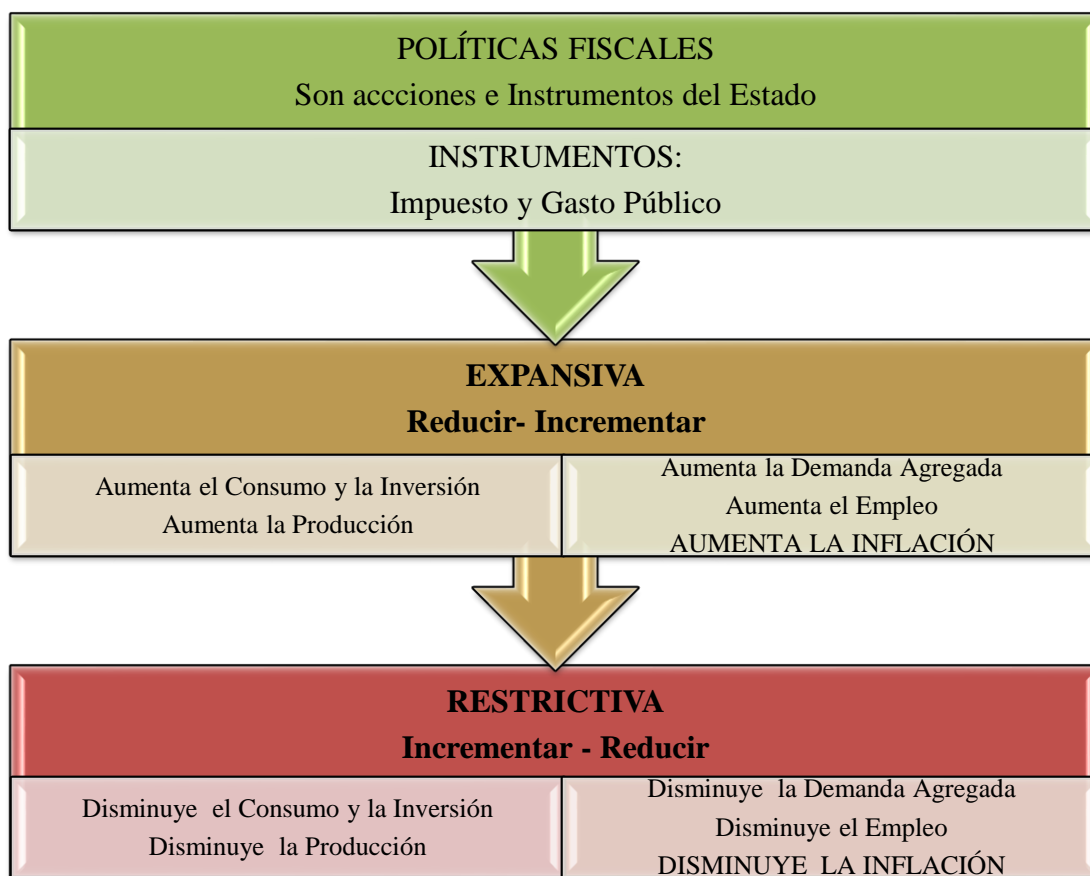 POLÍTICAS FISCALES
Son accciones e Instrumentos del Estado
INSTRUMENTOS:
Impuesto y Gasto Público
EXPANSIVA
Reducir- Incrementar
Aumenta el Consumo y la Inversión
Aumenta la Producción
Aumenta la Demanda Agregada
Aumenta el Empleo
AUMENTA LA INFLACIÓN
RESTRICTIVA
Incrementar - Reducir
Disminuye el Consumo y la Inversión
Disminuye la Producción
Disminuye la Demanda Agregada
Disminuye el Empleo
DISMINUYE LA INFLACIÓN